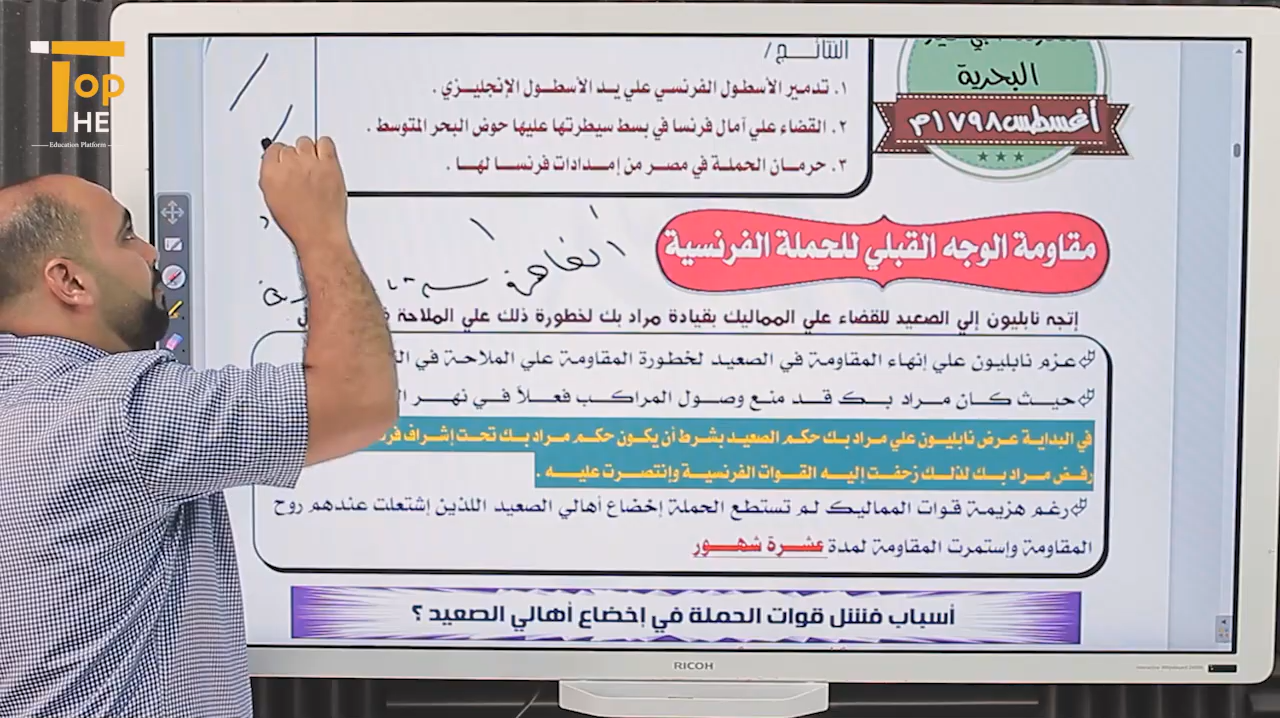 TOP
THE
Education Platform
البحرية
أغسطس ١٧٩٨م
النتائج /
١. تدمير الأسطول الفرنسي علي يد الأسطول الإنجليزي .
٢. القضاء علي آمال فرنسا في بسط سيطرتها عليها حوض البحر المتوسط .
٣. حرمان الحملة في مصر من إمدادات فرنسا لها .
مقاومة الوجه القبلي للحملة الفرنسية
القاهرة
إتجه نابليون إلي الصعيد للقضاء علي المماليك بقيادة مراد بك لخطورة ذلك علي الملاحة
عزم نابليون علي إنهاء المقاومة في الصعيد لخطورة المقاومة علي الملاحة في
حيث كان مراد بك قد منع وصول المراكب فعلاً في نهر
في البداية عرض نابليون علي مراد بك حكم الصعيد بشرط أن يكون حكم مراد بك تحت إشراف
رفض مراد بك لذلك زحفت إليه القوات الفرنسية وإنتصرت عليه .
رغم هزيمة قوات المماليك لم تستطع الحملة إخضاع أهالي الصعيد اللذين إشتعلت عندهم روح
المقاومة وإستمرت المقاومة لمدة عشرة شهور
أسباب فشل قوات الحملة في إخضاع أهالي الصعيد ؟
RICOH